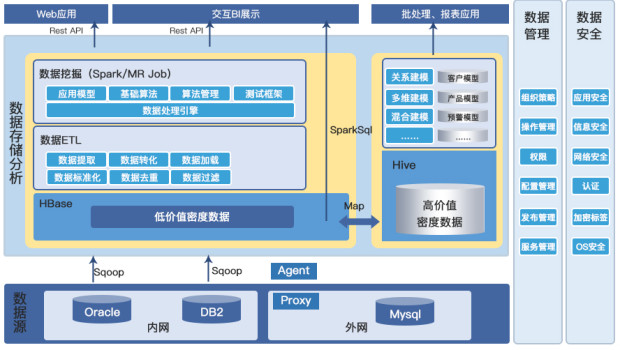 Web应用
交互BI展示
批处理、报表应用
Rest API
Rest API
数据存储分析
数据挖掘（Spark/MR Job）
应用模型
基础算法
算法管理
测试框架
数据处理引擎
数据ETL
数据提取
数据转化
数据加载
数据标准化
数据去重
数据过滤
HBase
低价值密度数据
SparkSql
Map
关系建模
客户模型
多维建模
产品模型
混合建模
预警模型
……
……
Hive
高价值
密度数据
Sqoop
Sqoop
Agent
数据源
Oracle
DB2
内网
Proxy
Mysql
外网
数据
管理
组织策略
操作管理
权限
配置管理
发布管理
服务管理
数据
安全
应用安全
信息安全
网络安全
认证
加密标签
OS安全